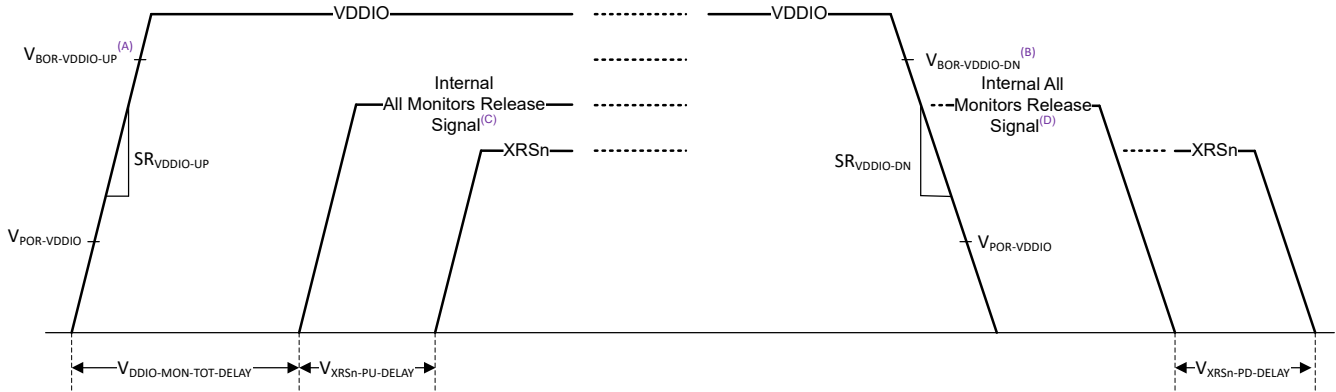 VDDIO
VDDIO
VBOR-VDDIO-UP(A)
VBOR-VDDIO-DN(B)
Internal
All Monitors Release
Signal(C)
Internal All
Monitors Release
Signal(D)
XRSn
XRSn
SRVDDIO-UP
SRVDDIO-DN
VPOR-VDDIO
VPOR-VDDIO
VDDIO-MON-TOT-DELAY
VXRSn-PU-DELAY
VXRSn-PD-DELAY